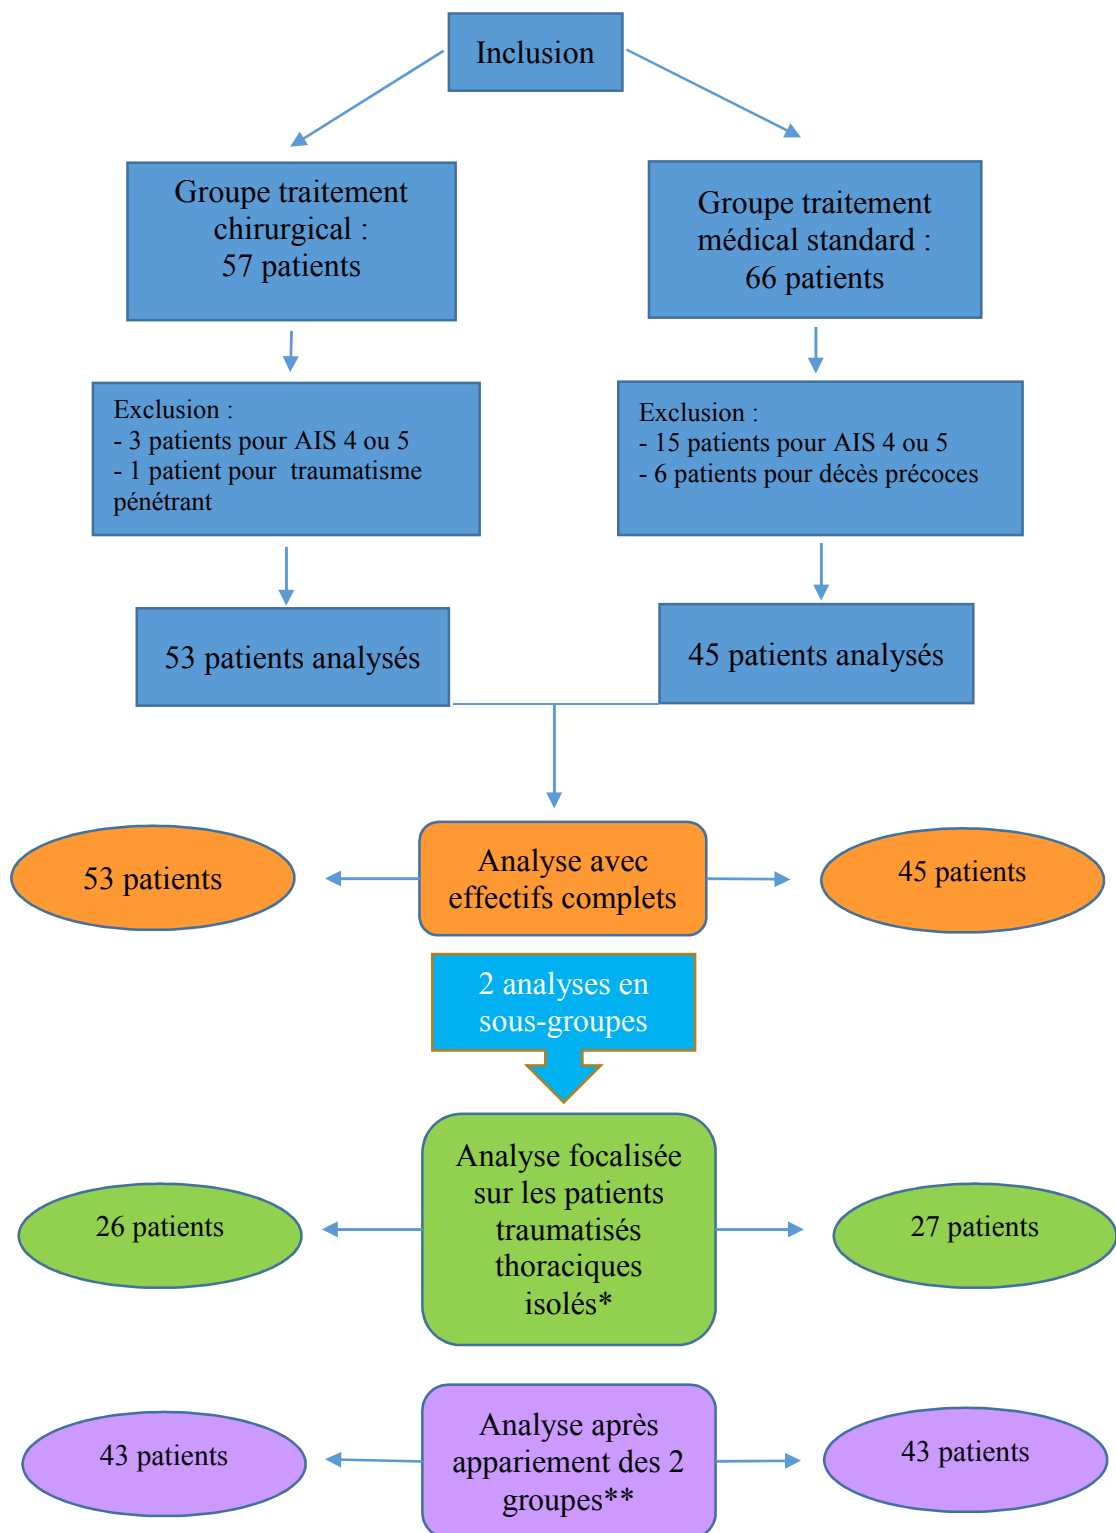 Inclusion
Groupe traitement
chirurgical :
57 patients
Groupe traitement
médical standard :
66 patients
Exclusion :
- 3 patients pour AIS 4 ou 5
- 1 patient pour traumatisme
pénétrant
Exclusion :
- 15 patients pour AIS 4 ou 5
- 6 patients pour décès précoces
53 patients analysés
45 patients analysés
53 patients
Analyse avec
effectifs complets
45 patients
2 analyses en
sous-groupes
26 patients
Analyse focalisée
sur les patients
traumatisés
thoraciques
isolés*
27 patients
43 patients
Analyse après
appariement des 2
groupes**
43 patients